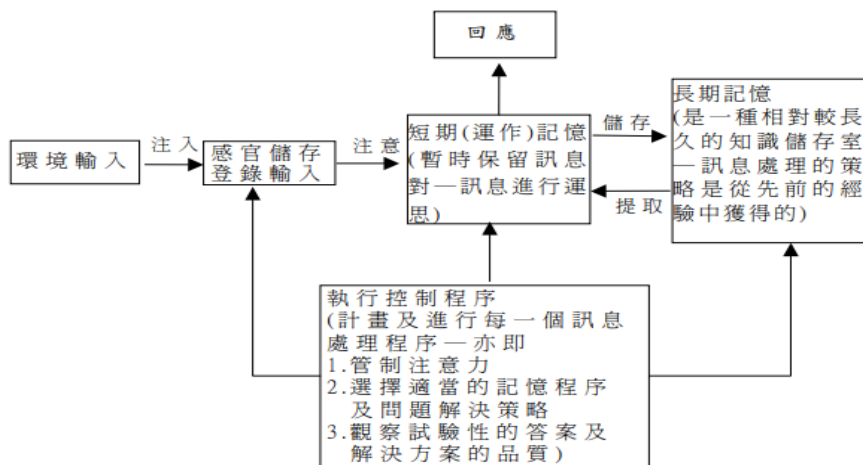 回應
環境輸入
注入
感官儲存
登錄輸入
注意
短期(運作)記憶
(暫時保留訊息
對一訊息進行運
思)
儲存
提取
長期記憶
(是一種相對較長
久的知識儲存室
—訊息處理的策
略是從先前的經
驗中獲得的)
執行控制程序
(計畫及進行每一個訊息
處理程序—亦即
1.管制注意力
2.選擇適當的記憶程序
及問題解決策略
3.觀察試驗性的答案及
解決方案的品質)